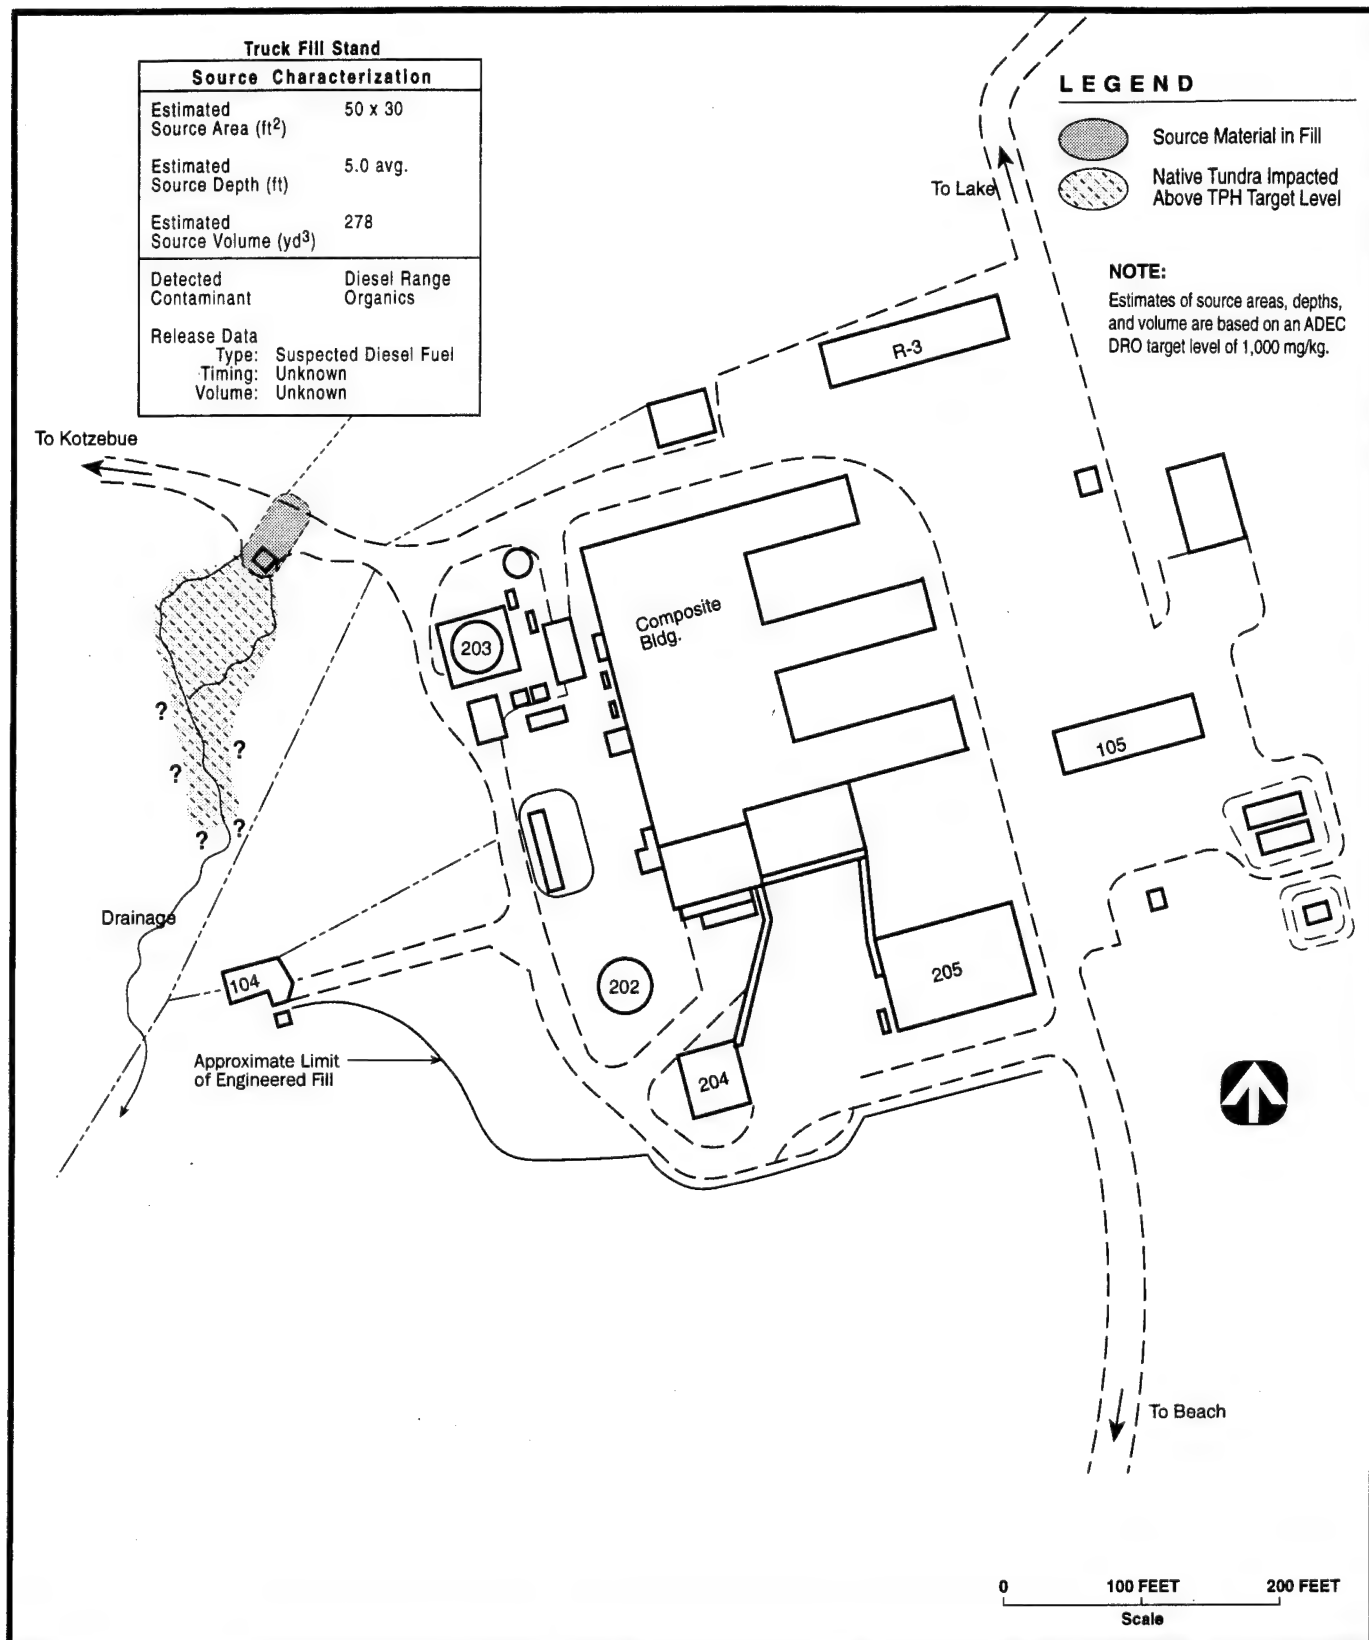 Truck Fill Stand
Source Characterization
Estimated 50 x 30
Source Area (ft²)
Estimated 5.0 avg.
Source Depth (ft)
Estimated 278
Source Volume (yd³)
Detected Diesel Range
Contaminant Organics
Release Data
Type: Suspected Diesel Fuel
Timing: Unknown
Volume: Unknown
LEGEND
Source Material in Fill
Native Tundra Impacted
Above TPH Target Level
NOTE:
Estimates of source areas, depths,
and volume are based on an ADEC
DRO target level of 1,000 mg/kg.
To Lake
R-3
To Kotzebue
Composite
Bldg.
203
105
?
?
?
?
?
Drainage
104
202
205
204
Approximate Limit
of Engineered Fill
To Beach
0 100 FEET 200 FEET
Scale